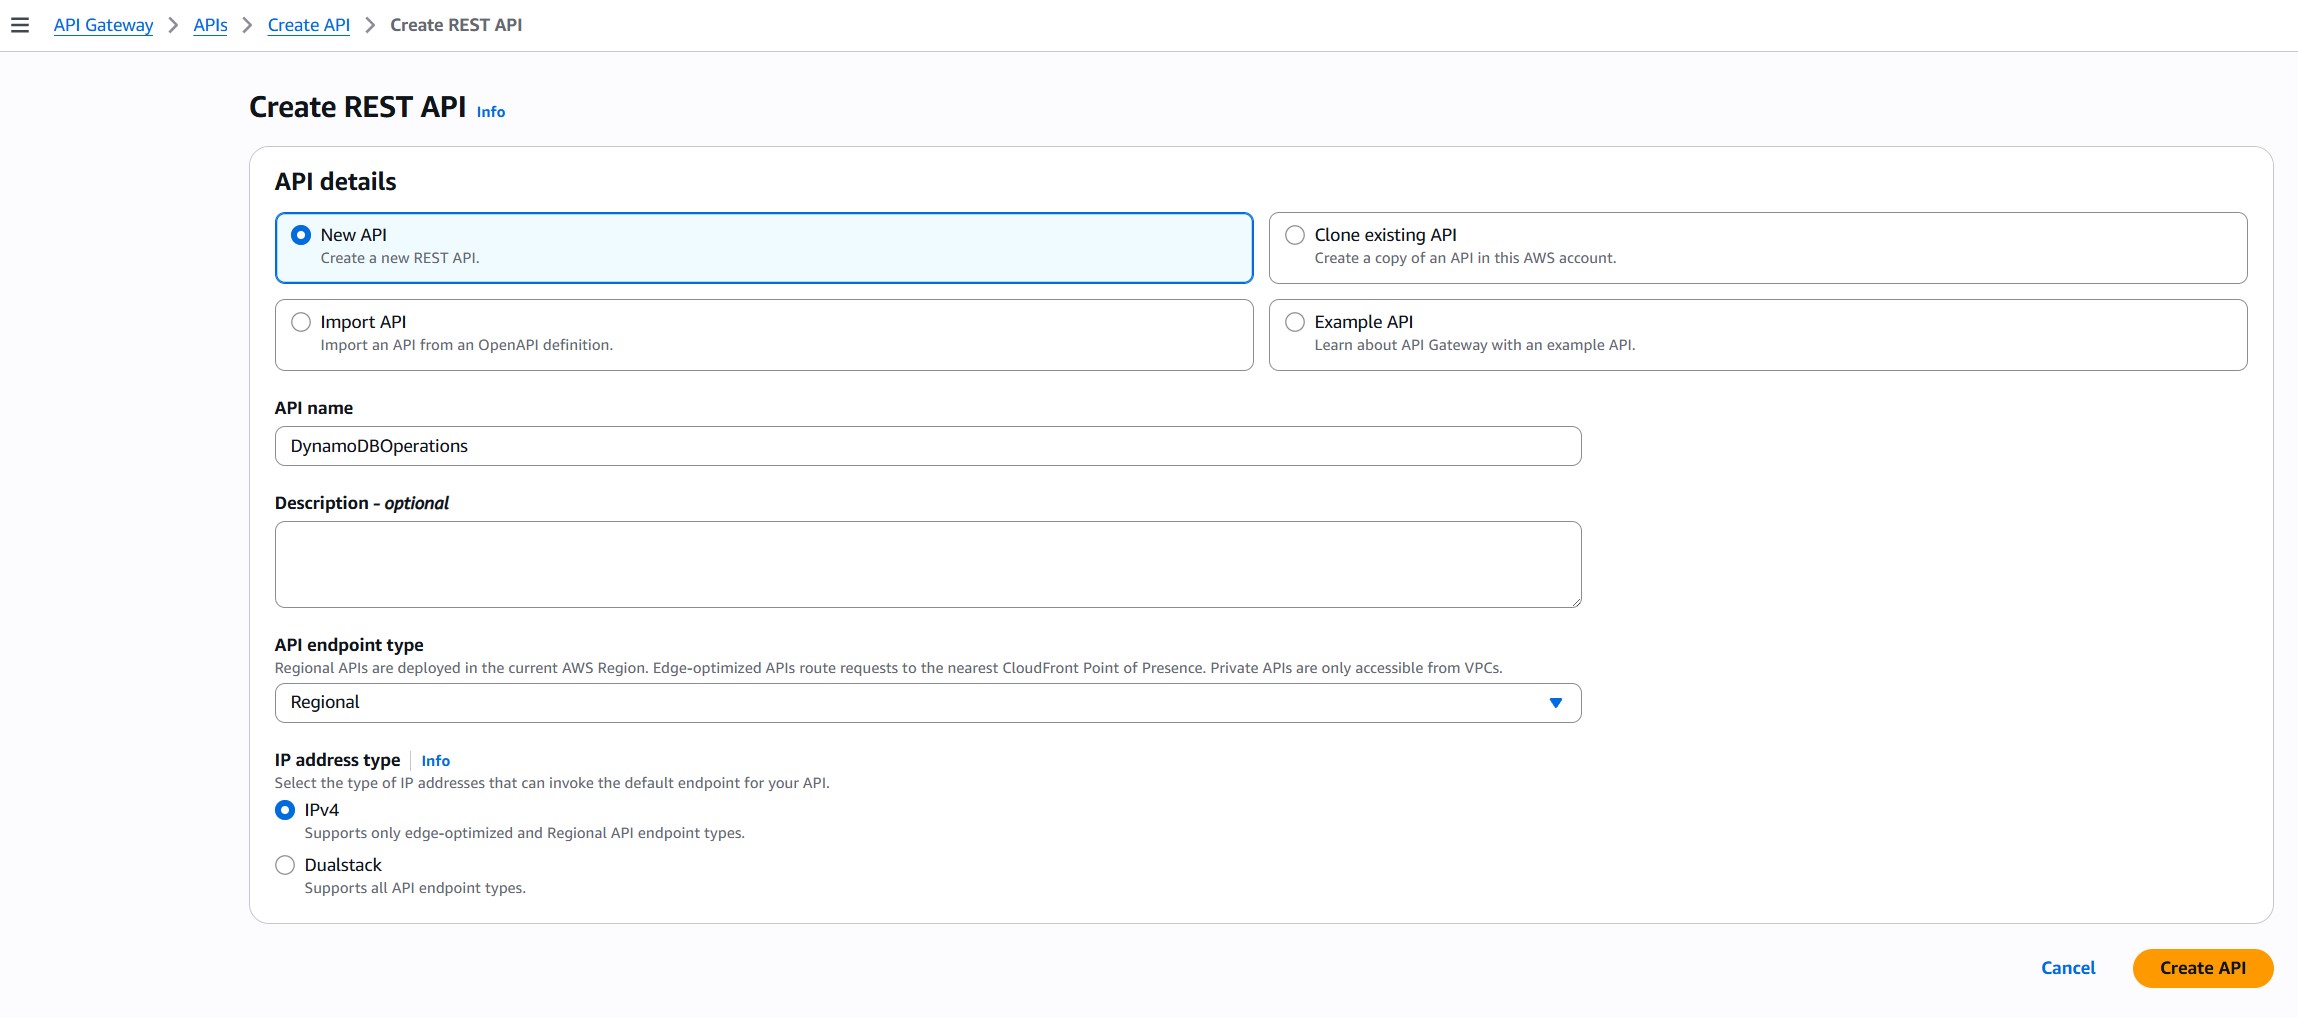 API Gateway > APIs > Create API > Create REST API
Create REST API Info
API details
New API
Create a new REST API.
Clone existing API
Create a copy of an API in this AWS account.
Import API
Import an API from an OpenAPI definition.
Example API
Learn about API Gateway with an example API.
API name
DynamoDBOperations
Description - optional
API endpoint type
Regional APIs are deployed in the current AWS Region. Edge-optimized APIs route requests to the nearest CloudFront Point of Presence. Private APIs are only accessible from VPCs.
Regional
IP address type Info
Select the type of IP addresses that can invoke the default endpoint for your API.
IPv4
Supports only edge-optimized and Regional API endpoint types.
Dualstack
Supports all API endpoint types.
Cancel Create API